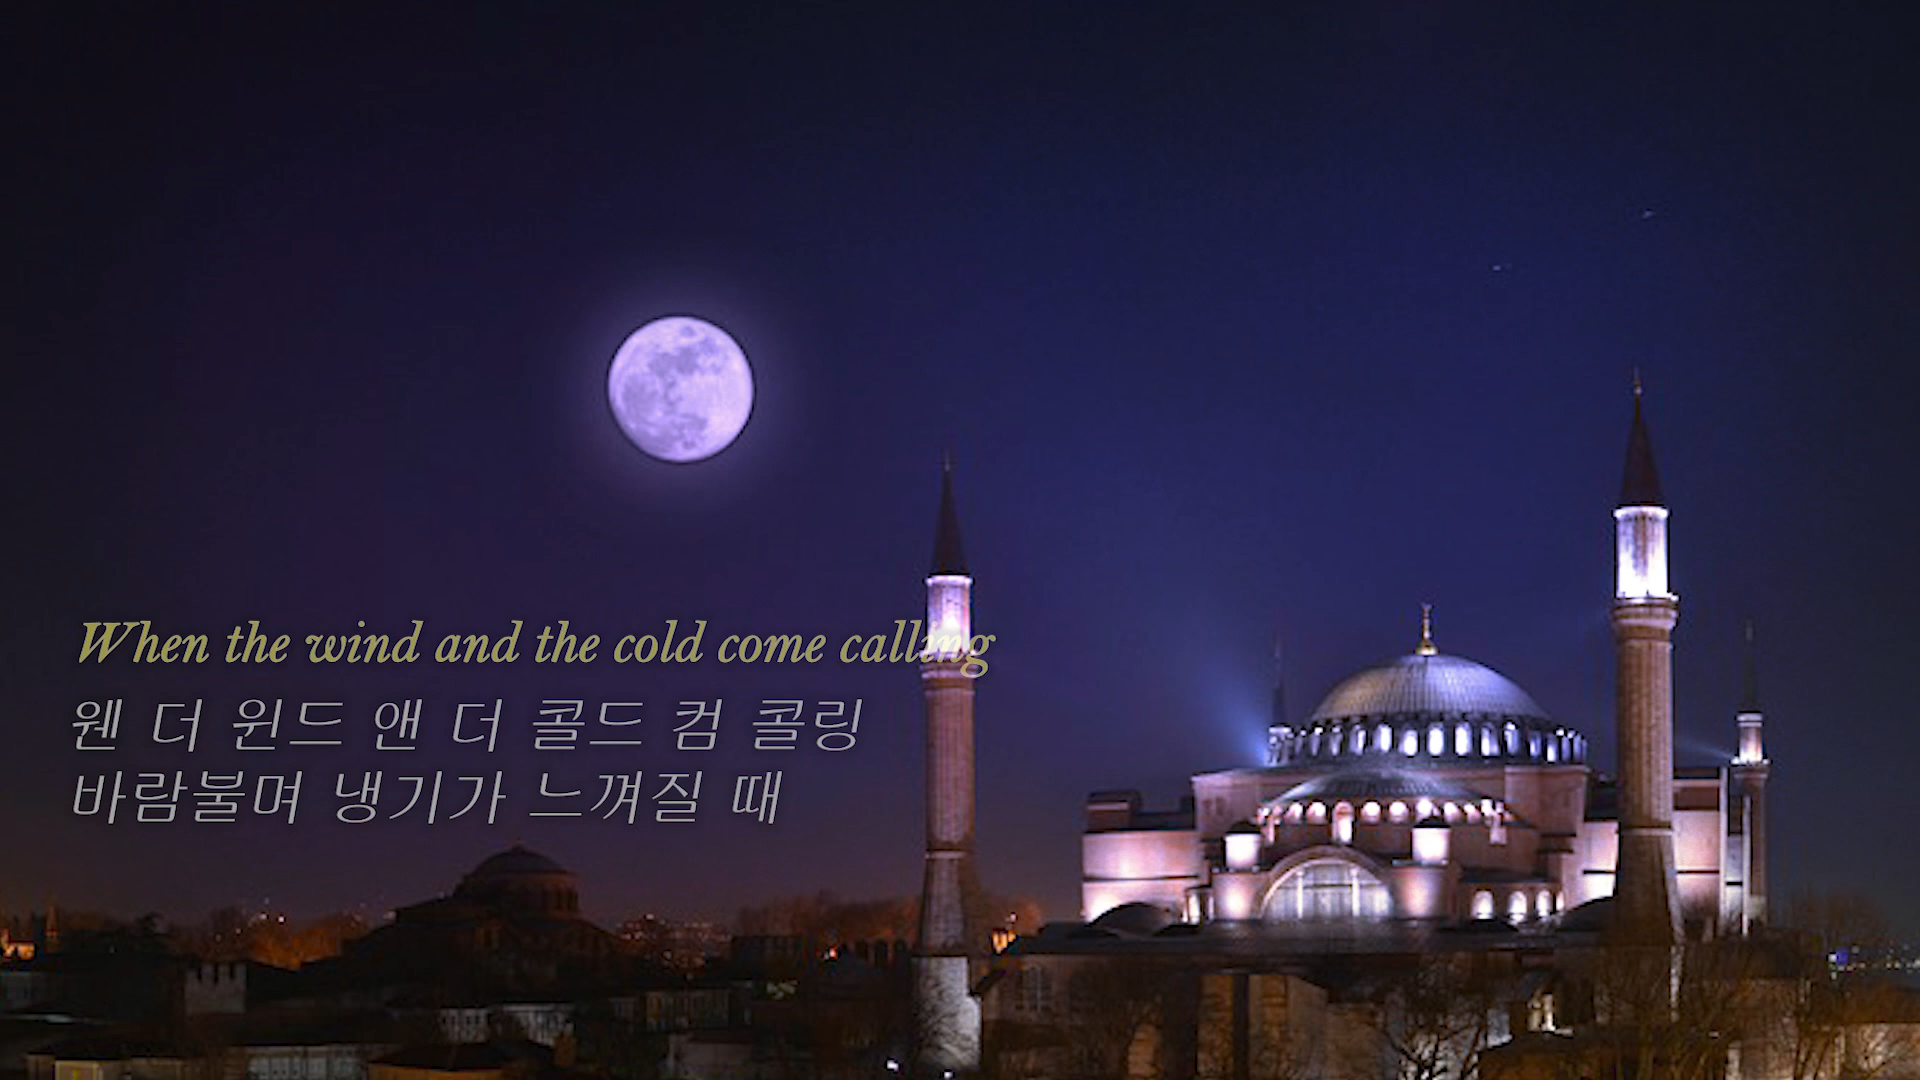 When the wind and the cold come calling
웬 더 윈드 앤 더 콜드 컴 콜링
바람불며 냉기가 느껴질 때